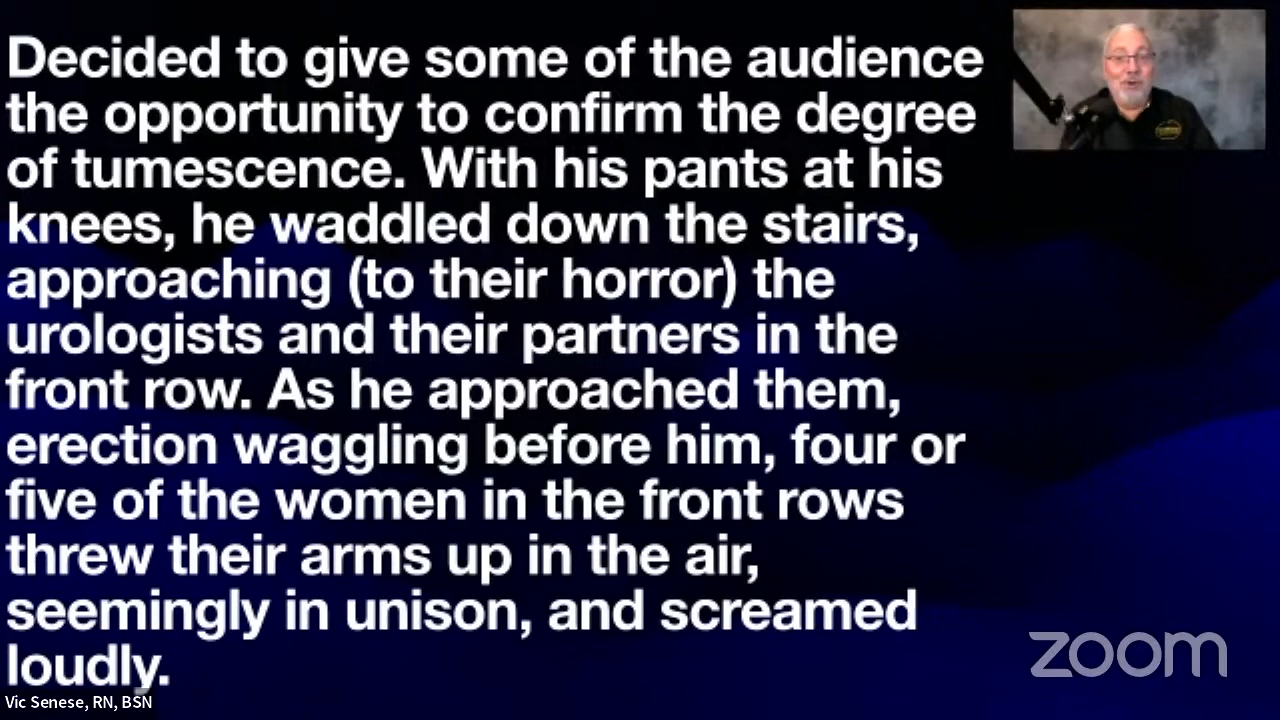 Decided to give some of the audience
the opportunity to confirm the degree
of tumescence. With his pants at his
knees, he waddled down the stairs,
approaching (to their horror) the
urologists and their partners in the
front row. As he approached them,
erection waggling before him, four or
five of the women in the front rows
threw their arms up in the air,
seemingly in unison, and screamed
loudly.
zoom
Vic Senese, RN, BSN